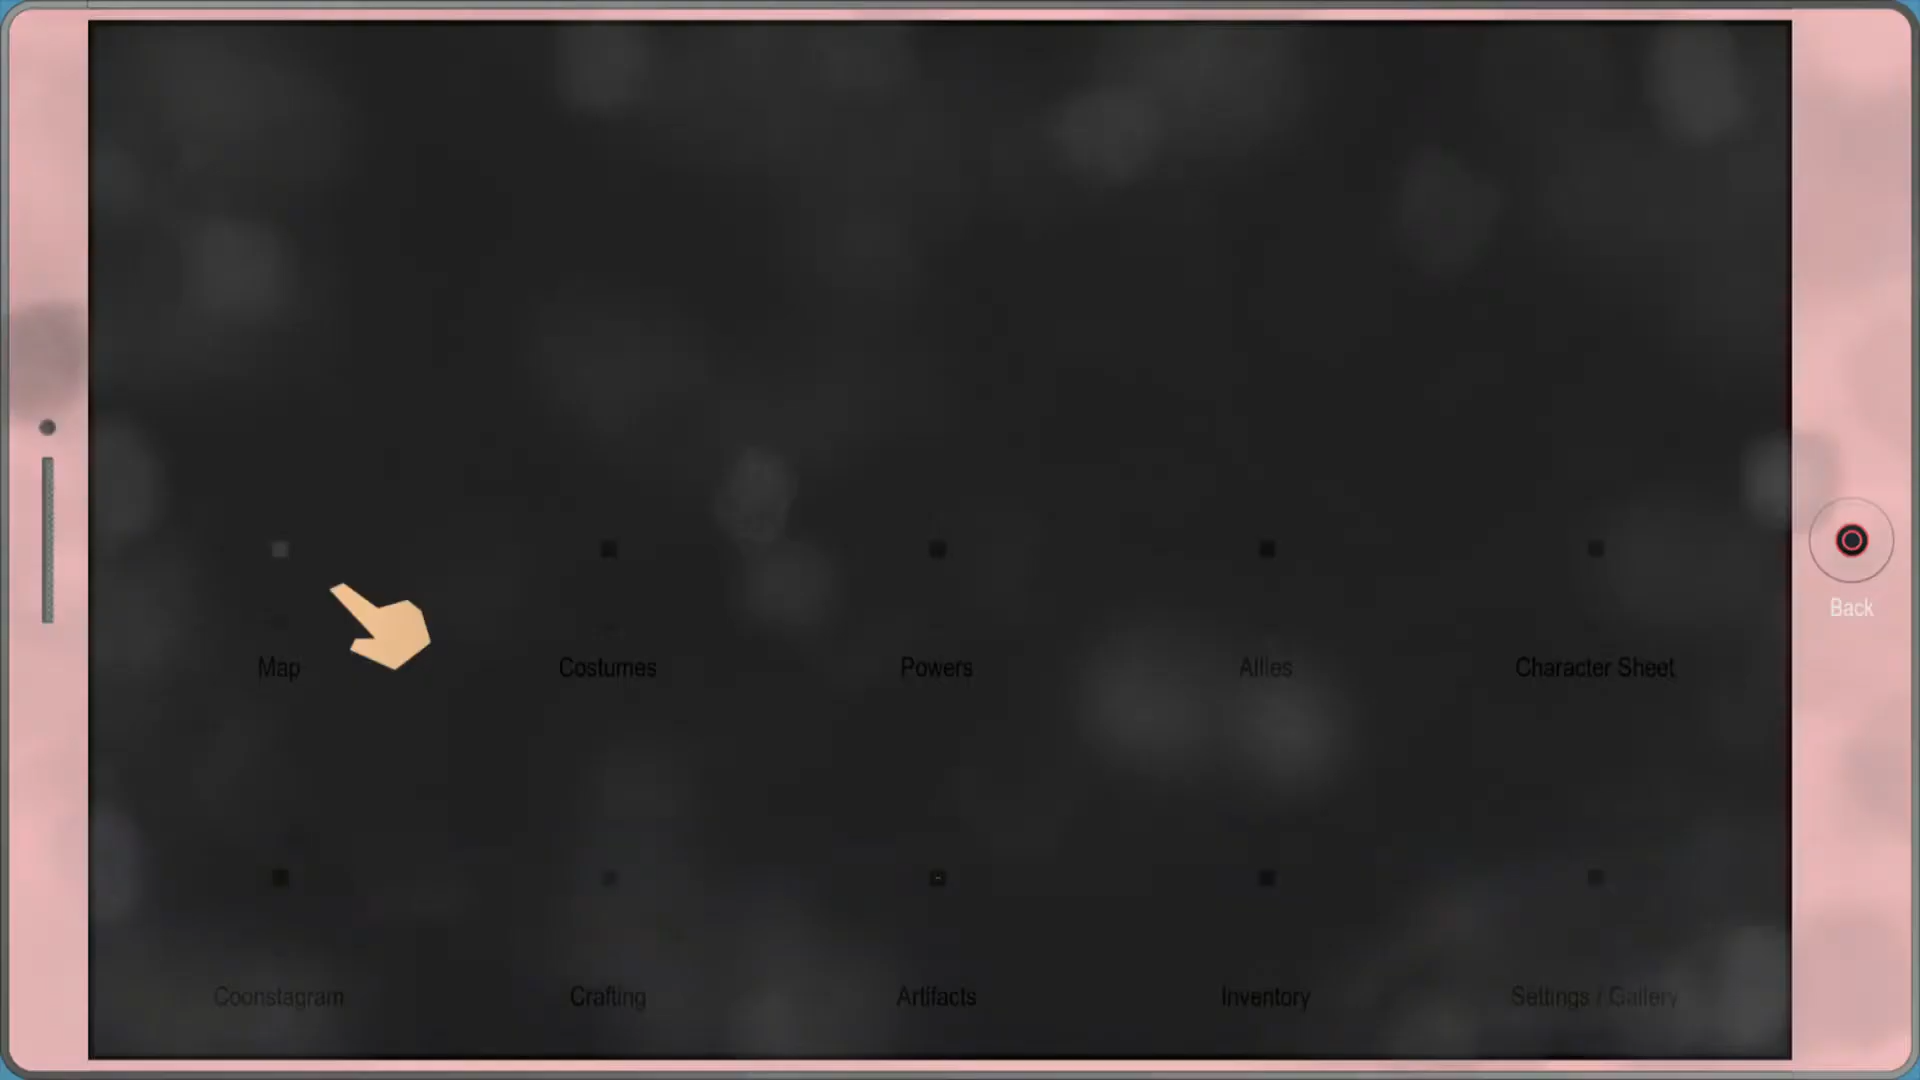 Back
Map
Costumes
Powers
Allies
Character Sheet
Coonstagram
Crafting
Artifacts
Inventory
Settings / Gallery